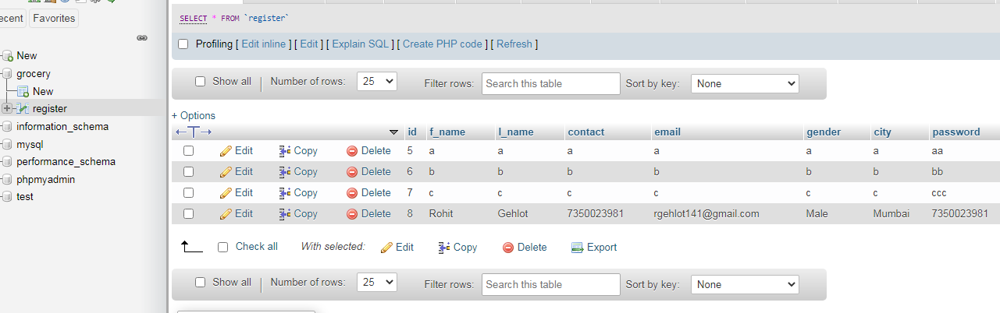 ecent Favorites
New
grocery
New
register
information_schema
mysql
performance_schema
phpmyadmin
test
SELECT * FROM `register`
Profiling [ Edit inline ] [ Edit ] [ Explain SQL ] [ Create PHP code ] [ Refresh ]
Show all Number of rows: 25 Filter rows: Search this table Sort by key: None
+ Options
id f_name l_name contact email gender city password
Edit Copy Delete 5 a a a a a a aa
Edit Copy Delete 6 b b b b b b bb
Edit Copy Delete 7 c c c c c c ccc
Edit Copy Delete 8 Rohit Gehlot 7350023981 rgehlot141@gmail.com Male Mumbai 7350023981
Check all With selected: Edit Copy Delete Export
Show all Number of rows: 25 Filter rows: Search this table Sort by key: None